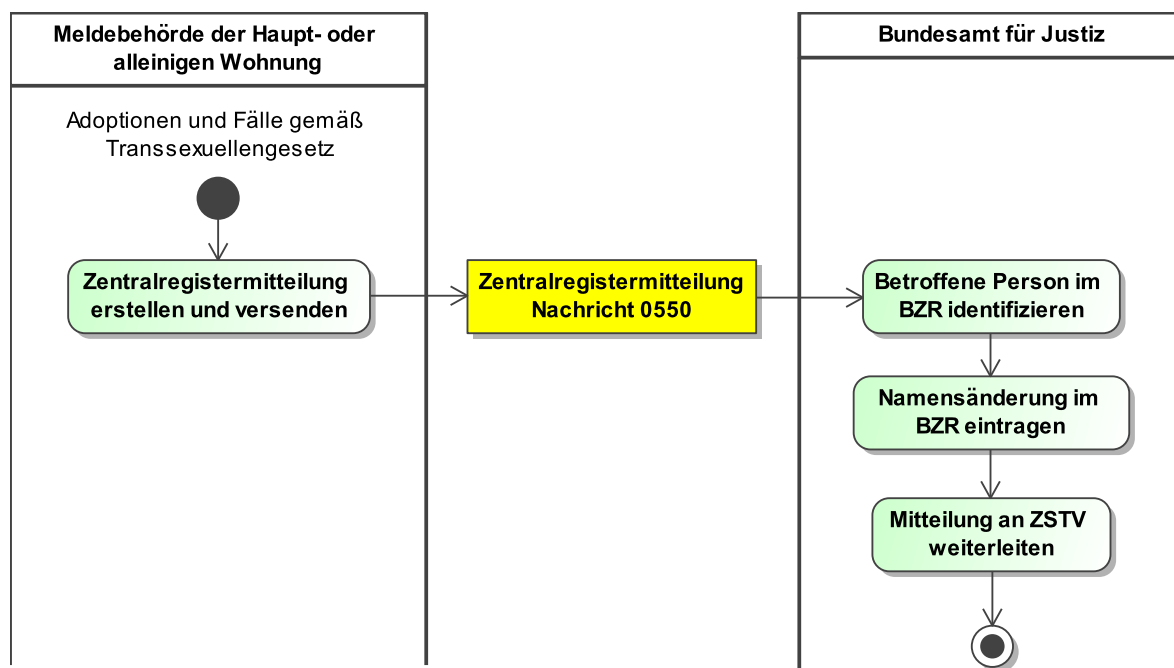 Meldebehörde der Haupt- oder
alleinigen Wohnung
Adoptionen und Fälle gemäß
Transsexuellengesetz
Zentralregistermitteilung
erstellen und versenden
Zentralregistermitteilung
Nachricht 0550
Bundesamt für Justiz
Betroffene Person im
BZR identifizieren
Namensänderung im
BZR eintragen
Mitteilung an ZSTV
weiterleiten